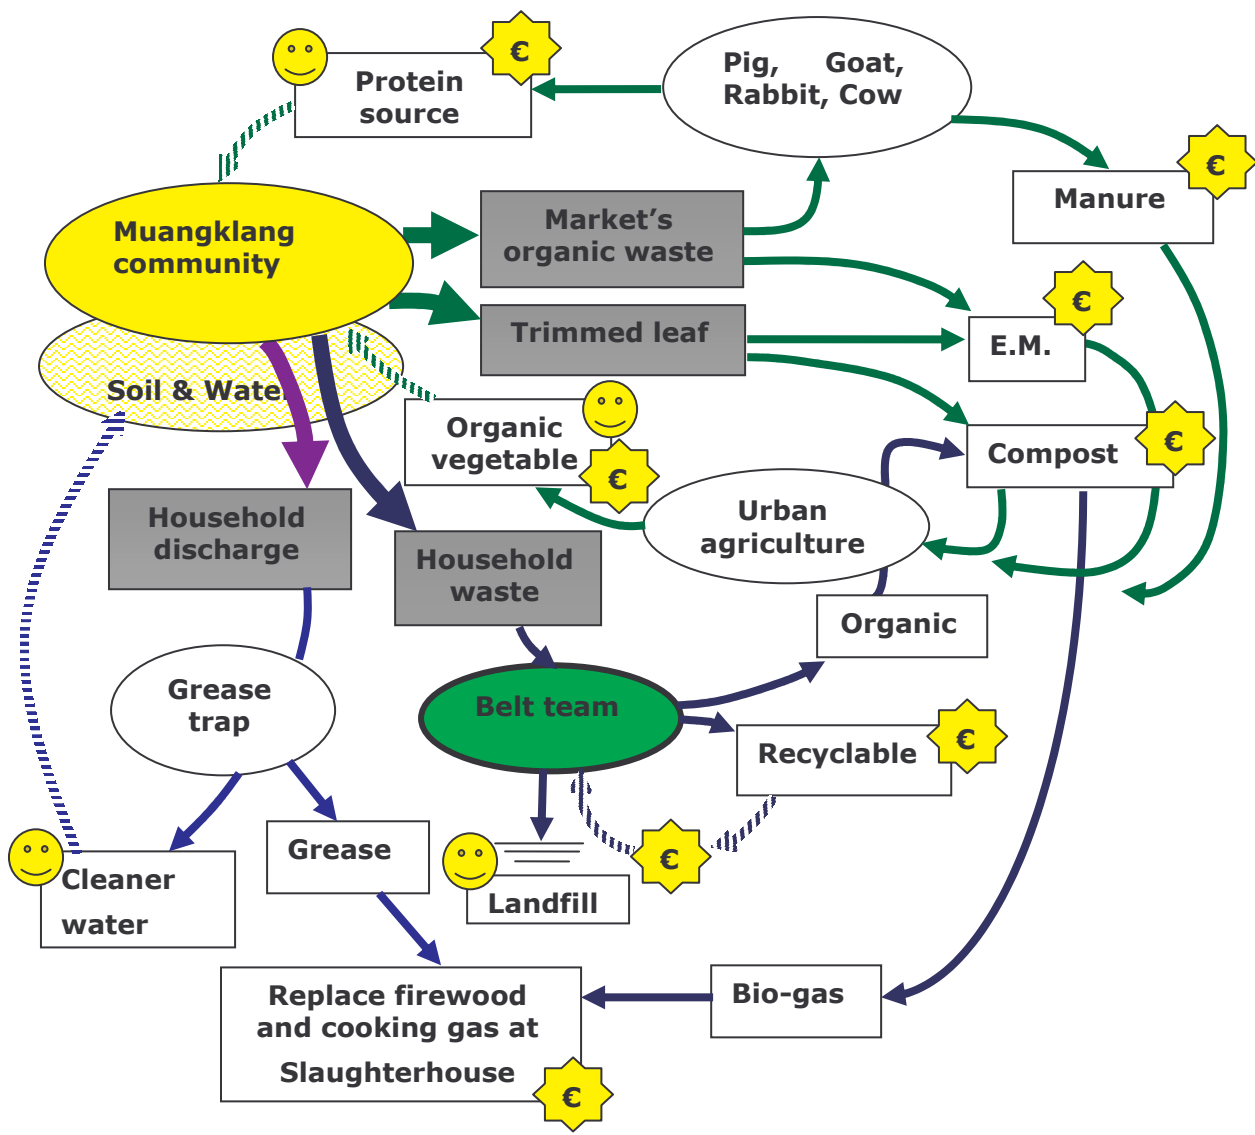 €
Protein
source
Pig, Goat,
Rabbit, Cow
€
Manure
Muangklang
community
Market's
organic waste
€
Trimmed leaf
E.M.
Soil & Water
Organic
vegetable
€
€
Compost
Urban
agriculture
Household
discharge
Household
waste
Organic
Grease
trap
Belt team
€
Recyclable
Grease
€
Cleaner
water
Landfill
Replace firewood
and cooking gas at
Slaughterhouse
€
Bio-gas